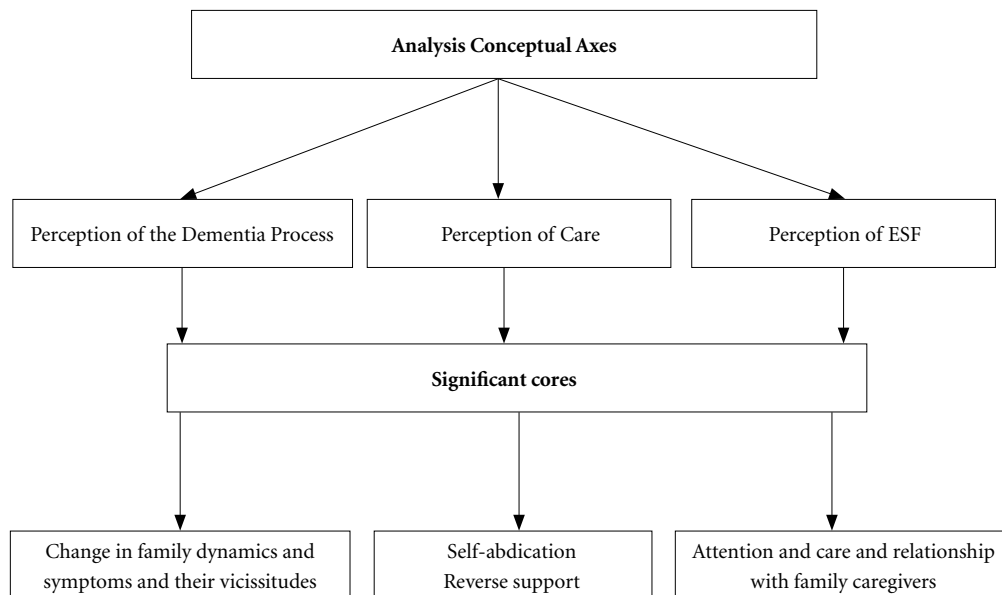 Analysis Conceptual Axes
Perception of the Dementia Process
Perception of Care
Perception of ESF
Significant cores
Change in family dynamics and
symptoms and their vicissitudes
Self-abdication
Reverse support
Attention and care and relationship
with family caregivers